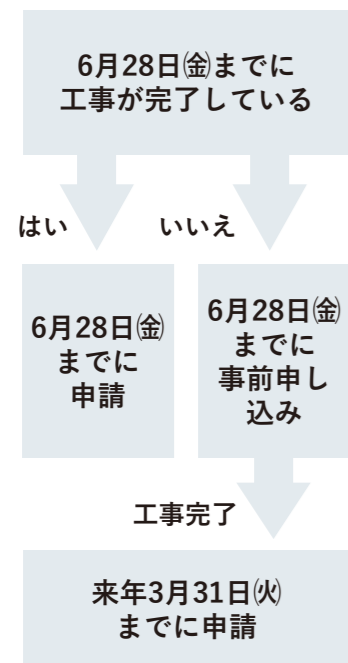 6月28日㈮までに
工事が完了している
はい
いいえ
6月28日㈮
までに
申請
6月28日㈮
までに
事前申し
込み
工事完了
来年3月31日㈫
までに申請